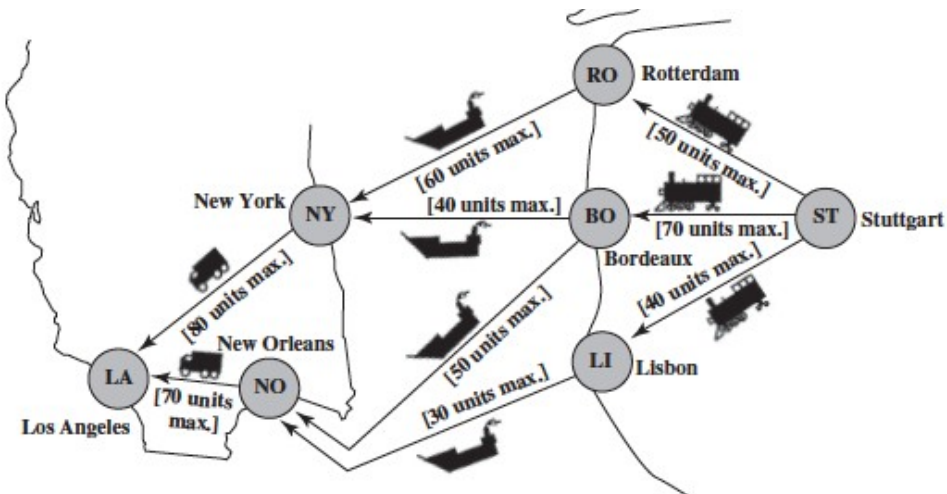 RO
Rotterdam
[50 units max.]
[60 units max.]
New York
NY
[40 units max.]
BO
[70 units max.]
ST
Stuttgart
Bordeaux
[40 units max.]
[80 units max.]
[50 units max.]
New Orleans
LI
Lisbon
LA
NO
[70 units
max.]
[30 units max.]
Los Angeles